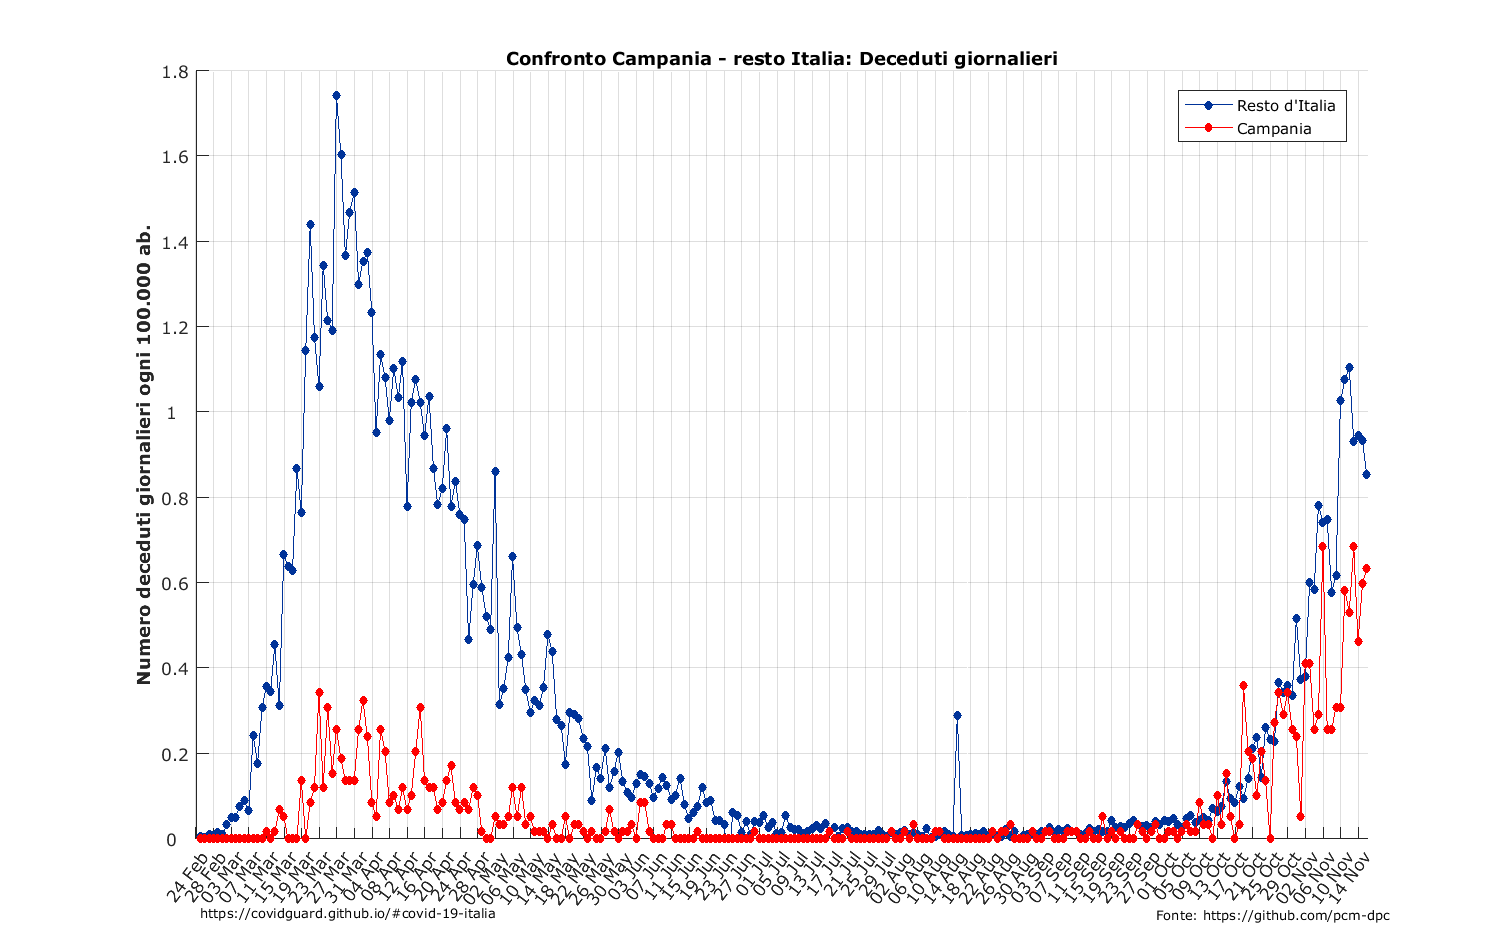 Confronto Campania - resto Italia: Deceduti giornalieri
Resto d'Italia
Campania
Numero deceduti giornalieri ogni 100.000 ab.
1.8
1.6
1.4
1.2
1
0.8
0.6
0.4
0.2
0
24 Feb
28 Feb
03 Mar
07 Mar
11 Mar
15 Mar
19 Mar
23 Mar
27 Mar
31 Mar
04 Apr
08 Apr
12 Apr
16 Apr
20 Apr
24 Apr
28 Apr
02 May
06 May
10 May
14 May
18 May
22 May
26 May
30 May
03 Jun
07 Jun
11 Jun
15 Jun
19 Jun
23 Jun
27 Jun
01 Jul
05 Jul
09 Jul
13 Jul
17 Jul
21 Jul
25 Jul
29 Jul
02 Aug
06 Aug
10 Aug
14 Aug
18 Aug
22 Aug
26 Aug
30 Aug
03 Sep
07 Sep
11 Sep
15 Sep
19 Sep
23 Sep
27 Sep
01 Oct
05 Oct
09 Oct
13 Oct
17 Oct
21 Oct
25 Oct
29 Oct
02 Nov
06 Nov
10 Nov
14 Nov
https://covidguard.github.io/#covid-19-italia
Fonte: https://github.com/pcm-dpc